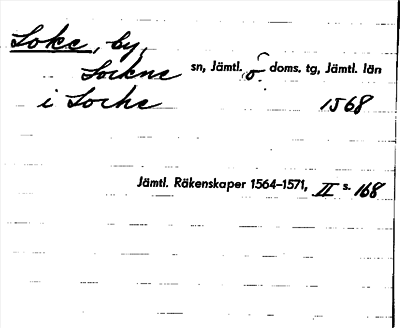 Loke, by,
Lockne sn, Jämtl. ö doms. tg, Jämtl. län
i Locke 1568
Jämtl. Räkenskaper 1564–1571, II s. 168